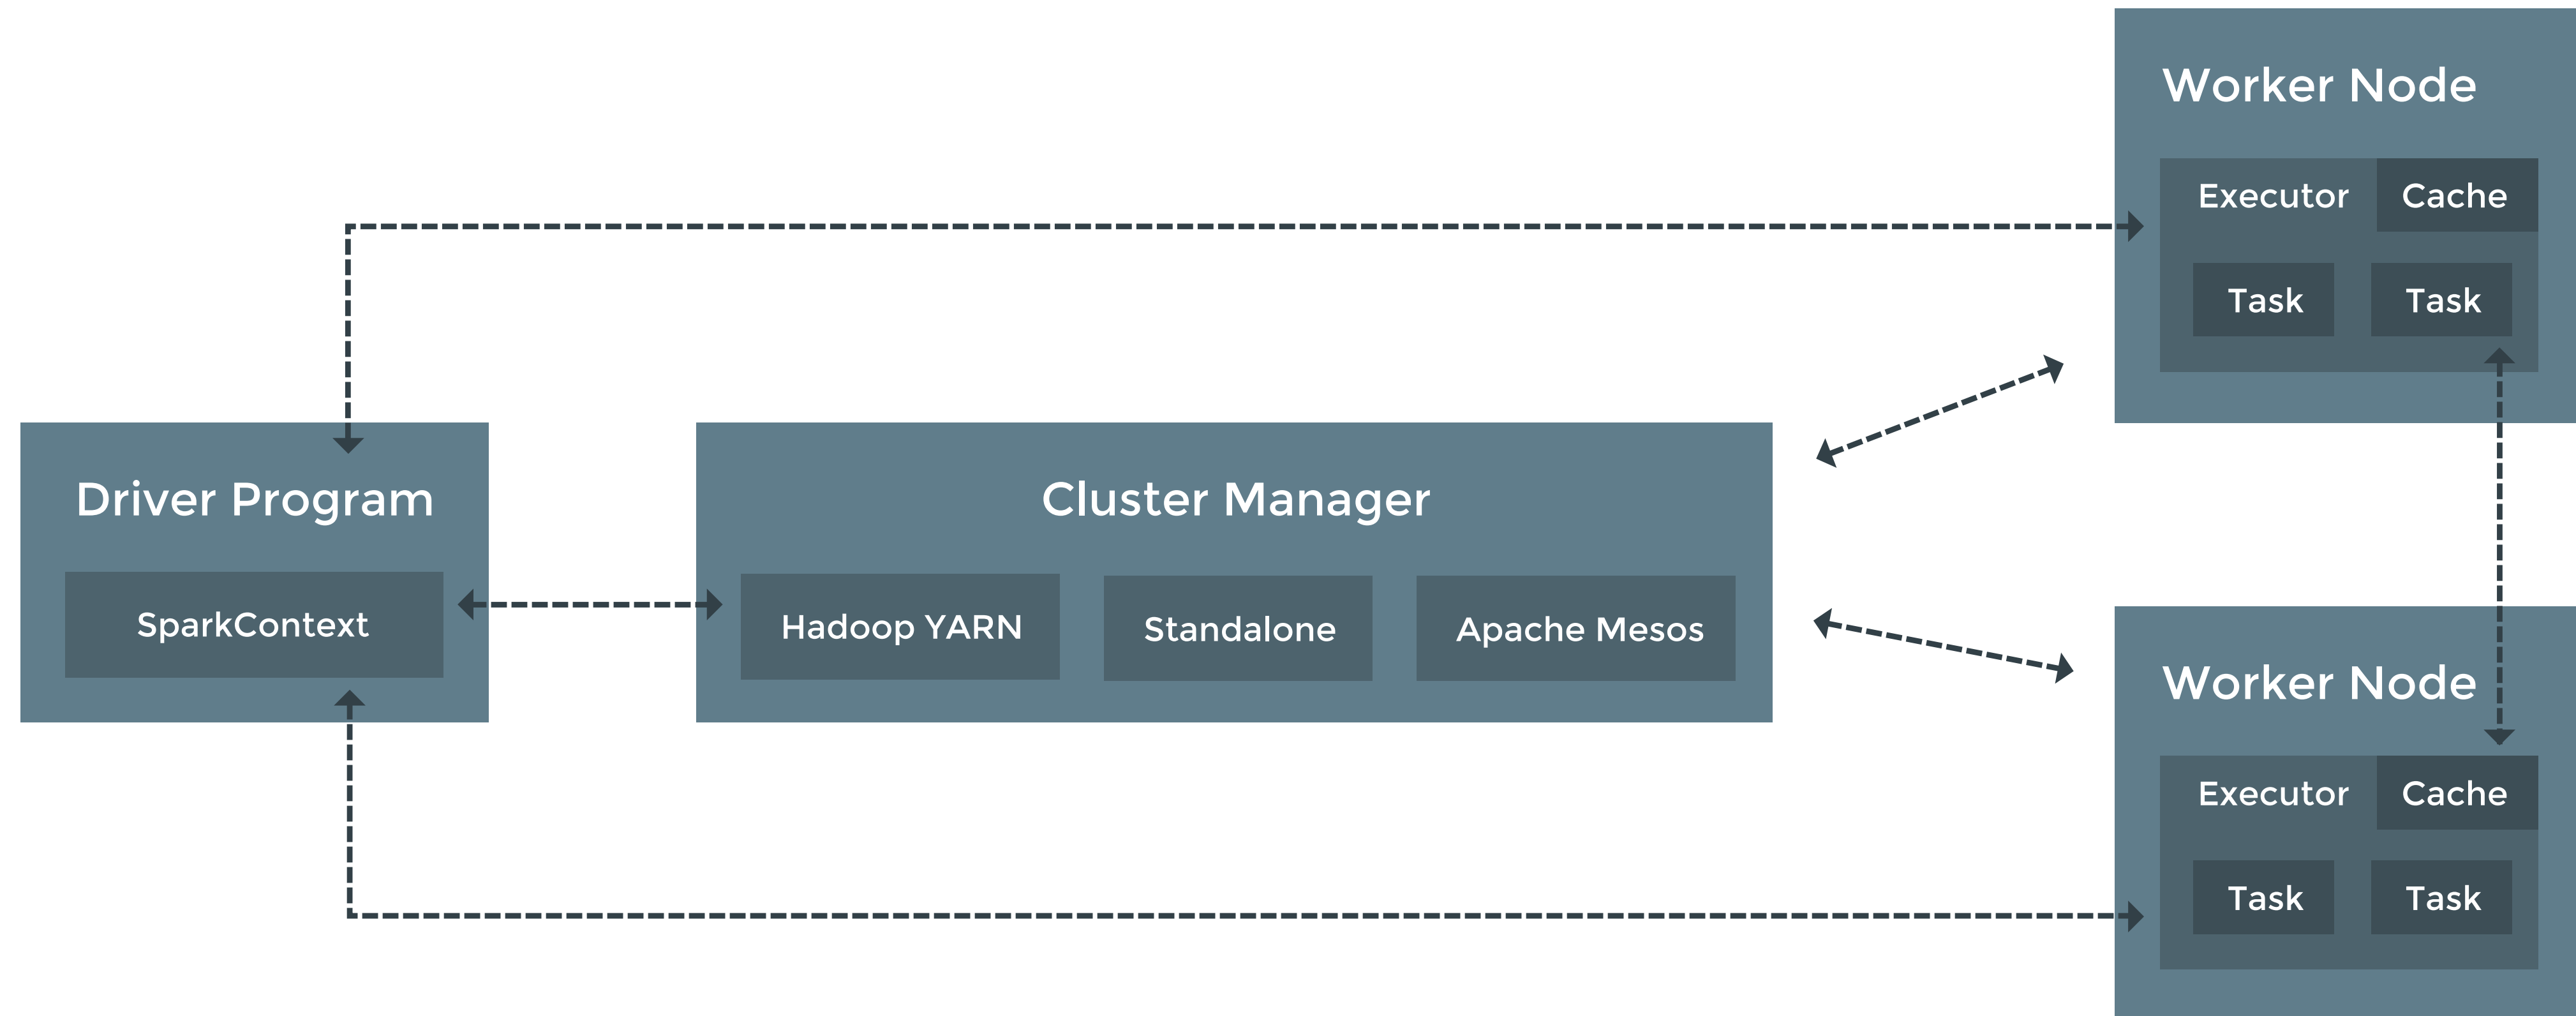 Worker Node
Executor
Cache
Task
Task
Driver Program
SparkContext
Cluster Manager
Hadoop YARN
Standalone
Apache Mesos
Worker Node
Executor
Cache
Task
Task